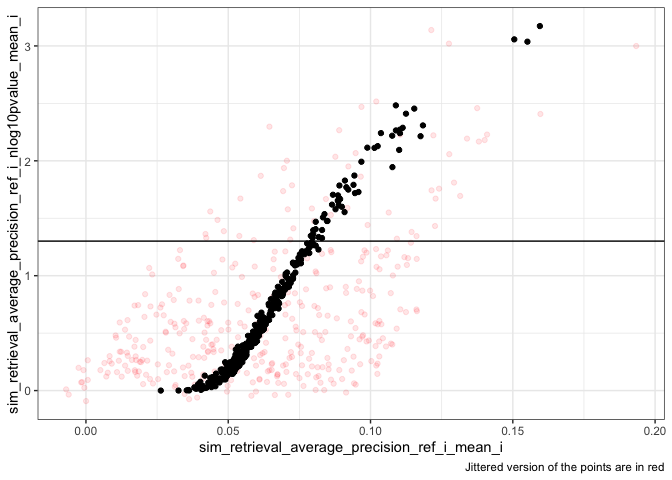 sim_retrieval_average_precision_ref_i_nlog10pvalue_mean_i
3
2
1
0
0.00 0.05 0.10 0.15 0.20
sim_retrieval_average_precision_ref_i_mean_i
Jittered version of the points are in red